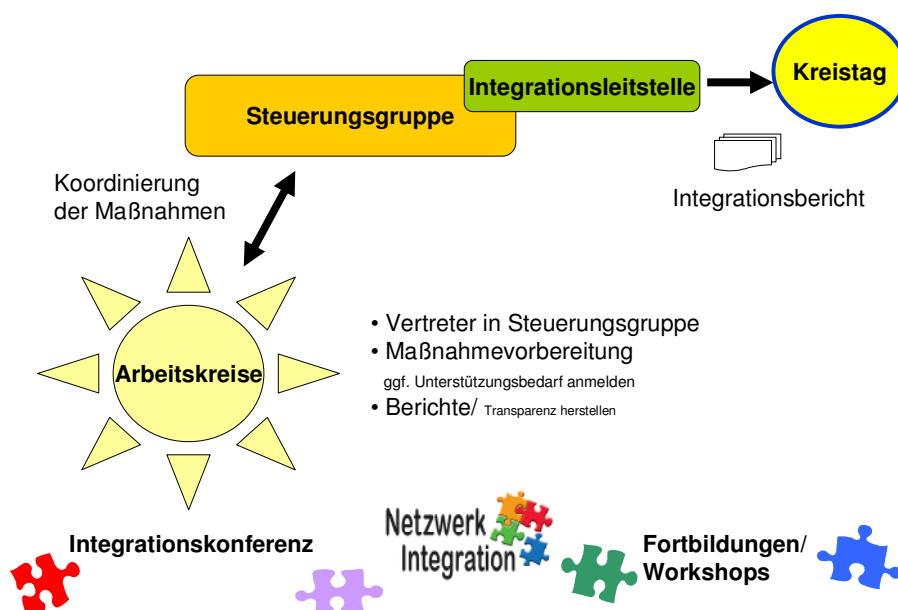 Kreistag
Integrationsleitstelle
Steuerungsgruppe
Integrationsbericht
Koordinierung
der Maßnahmen
Arbeitskreise
• Vertreter in Steuerungsgruppe
• Maßnahmevorbereitung
ggf. Unterstützungsbedarf anmelden
• Berichte/ Transparenz herstellen
Integrationskonferenz
Netzwerk
Integration
Fortbildungen/
Workshops